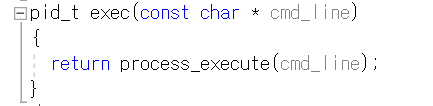 pid_t exec(const char * cmd_line)
{
return process_execute(cmd_line);
}